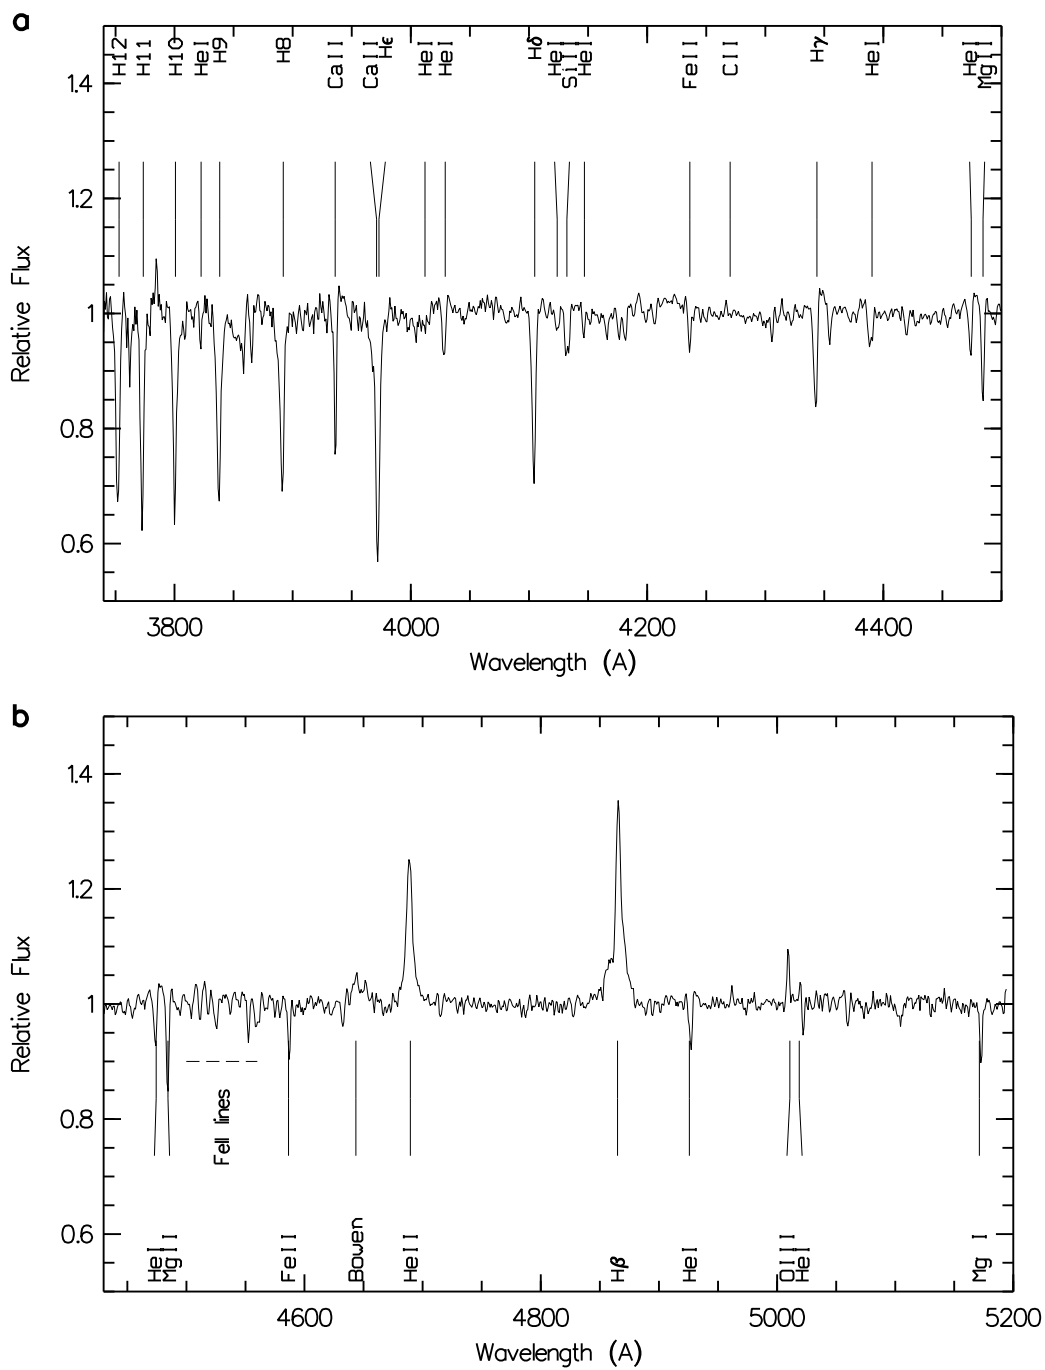 a
H12 H11 H10 HeI H9 H8 CaII CaII Hϵ HeI HeI Hδ HeI SiII HeI FeII CII Hγ HeI HeI MgII
1.4
1.2
1
0.8
0.6
Relative Flux
3800 4000 4200 4400
Wavelength (A)
b
1.4
1.2
1
0.8
0.6
Relative Flux
FeII lines
HeI MgII FeII Bowen HeII Hβ HeI OIII HeI Mg I
4600 4800 5000 5200
Wavelength (A)